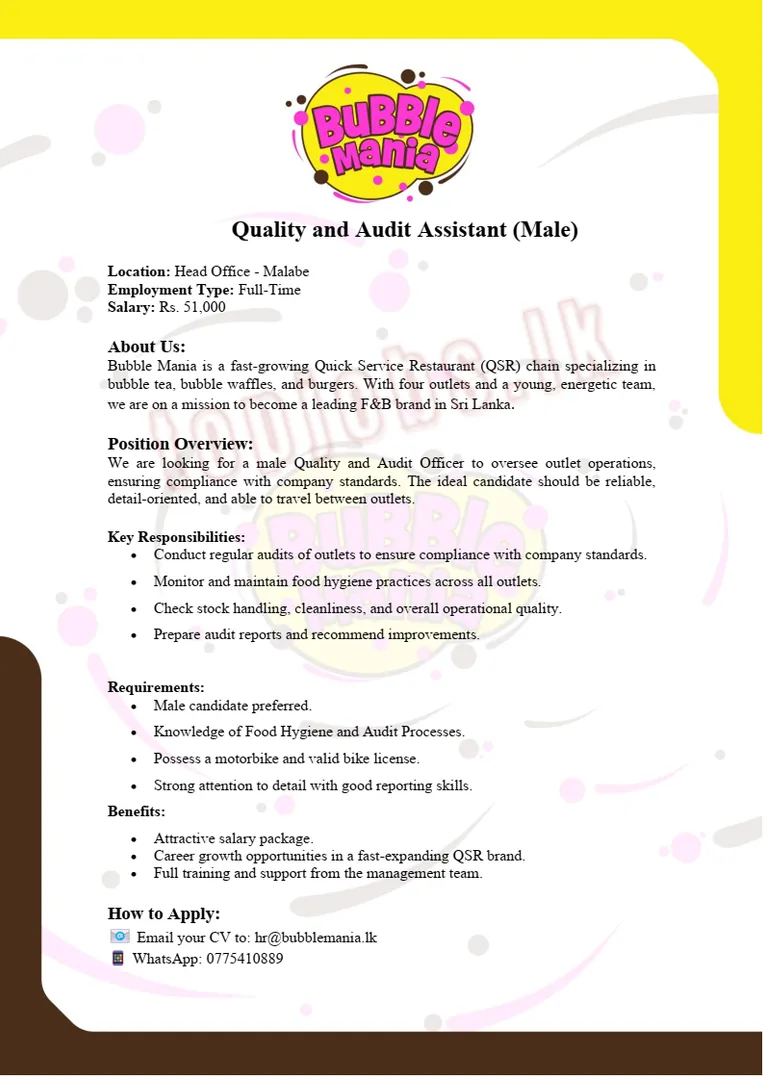 BUBBLE
Mania
Quality and Audit Assistant (Male)
Location: Head Office - Malabe
Employment Type: Full-Time
Salary: Rs. 51,000
About Us:
Bubble Mania is a fast-growing Quick Service Restaurant (QSR) chain specializing in
bubble tea, bubble waffles, and burgers. With four outlets and a young, energetic team,
we are on a mission to become a leading F&B brand in Sri Lanka.
Position Overview:
We are looking for a male Quality and Audit Officer to oversee outlet operations,
ensuring compliance with company standards. The ideal candidate should be reliable,
detail-oriented, and able to travel between outlets.
Key Responsibilities:
• Conduct regular audits of outlets to ensure compliance with company standards.
• Monitor and maintain food hygiene practices across all outlets.
• Check stock handling, cleanliness, and overall operational quality.
• Prepare audit reports and recommend improvements.
Requirements:
• Male candidate preferred.
• Knowledge of Food Hygiene and Audit Processes.
• Possess a motorbike and valid bike license.
• Strong attention to detail with good reporting skills.
Benefits:
• Attractive salary package.
• Career growth opportunities in a fast-expanding QSR brand.
• Full training and support from the management team.
How to Apply:
Email your CV to: hr@bubblemania.lk
WhatsApp: 0775410889